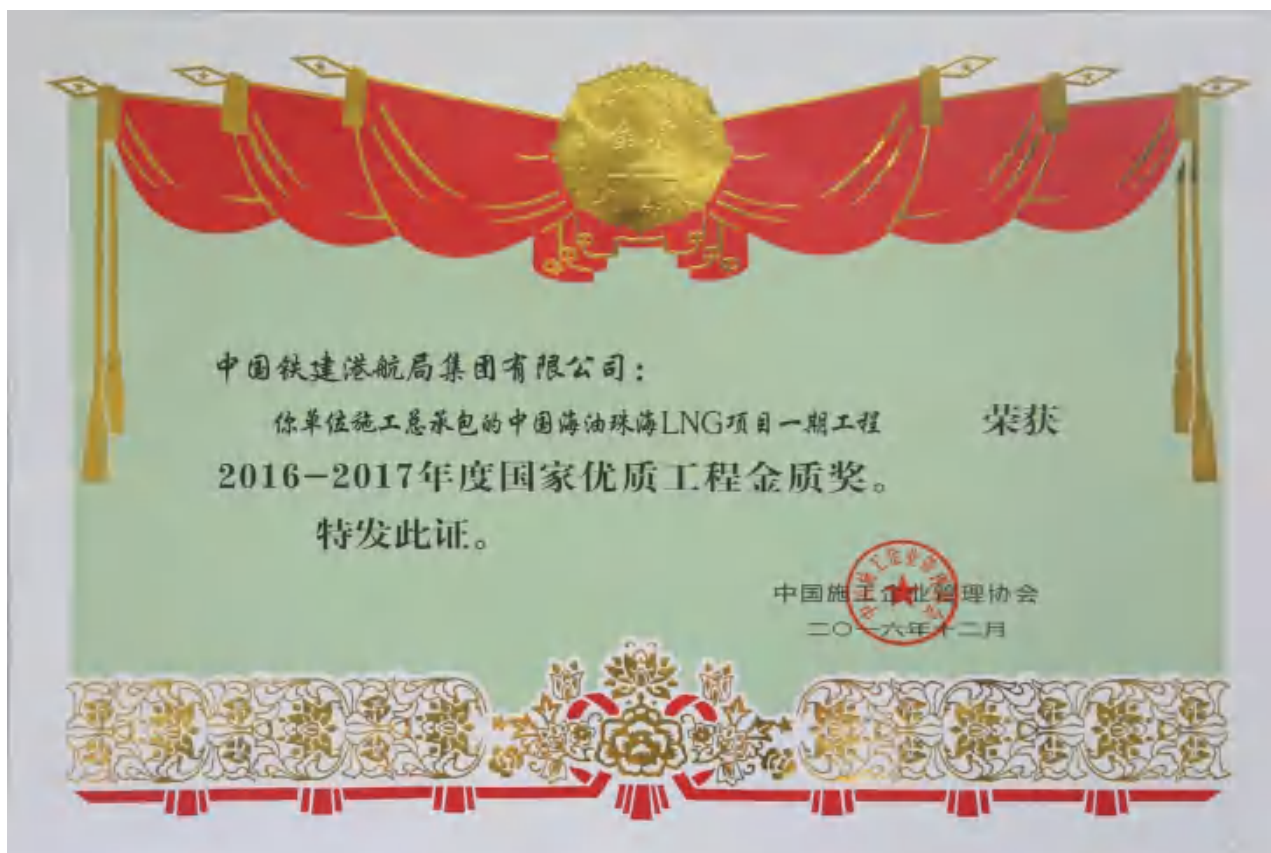 中国铁建港航局集团有限公司：
你单位施工总承包的中国海油珠海LNG项目一期工程 荣获
2016-2017年度国家优质工程金质奖。
特发此证。
中国施工企业管理协会
二〇一六年十二月